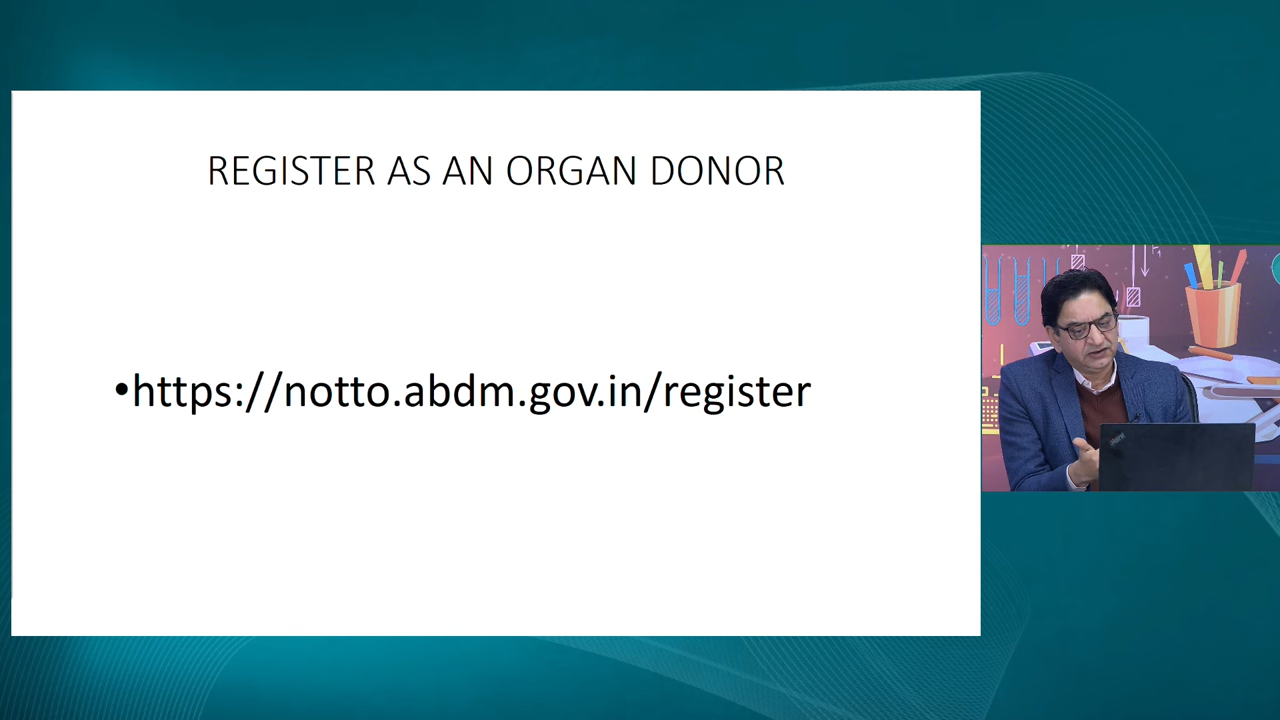 REGISTER AS AN ORGAN DONOR
•https://notto.abdm.gov.in/register